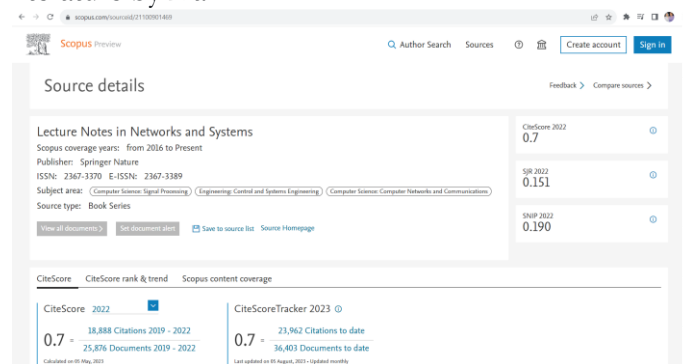 scopus.com/sourceid/21100901469
Scopus Preview
Author Search Sources Create account Sign in
Source details
Feedback Compare sources
Lecture Notes in Networks and Systems
Scopus coverage years: from 2016 to Present
Publisher: Springer Nature
ISSN: 2367-3370 E-ISSN: 2367-3389
Subject area: Computer Science: Signal Processing Engineering: Control and Systems Engineering Computer Science: Computer Networks and Communications
Source type: Book Series
View all documents Set document alert Save to source list Source Homepage
CiteScore 2022
0.7
SJR 2022
0.151
SNIP 2022
0.190
CiteScore CiteScore rank & trend Scopus content coverage
CiteScore 2022
0.7 = 18,888 Citations 2019 - 2022
25,876 Documents 2019 - 2022
Calculated on 05 May, 2023
CiteScoreTracker 2023
0.7 = 23,962 Citations to date
36,403 Documents to date
Last updated on 05 August, 2023 • Updated monthly